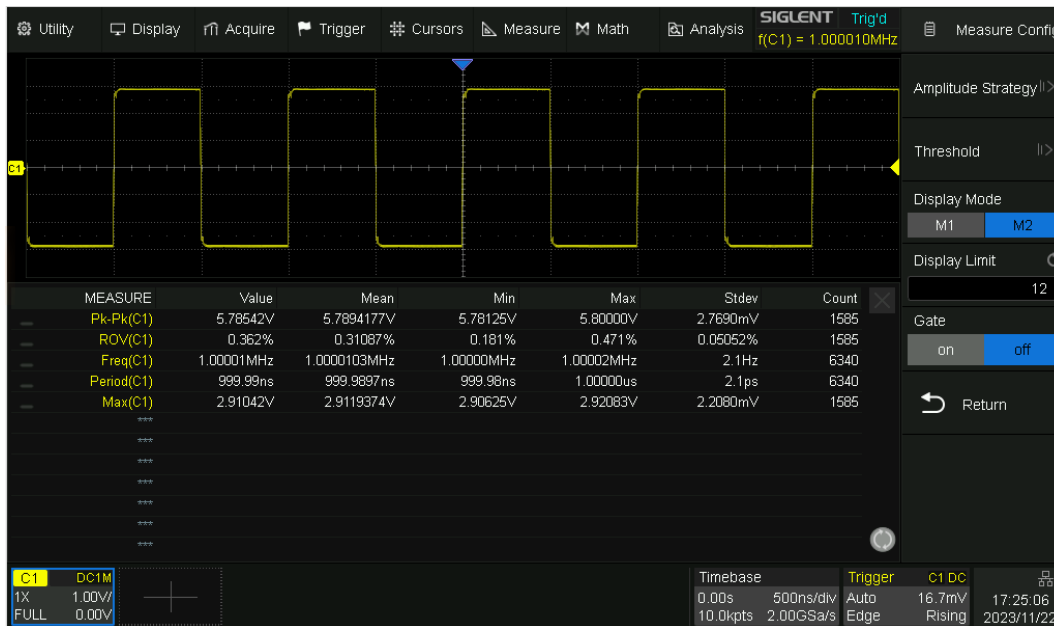 Utility Display Acquire Trigger Cursors Measure Math Analysis SIGLENT Trig'd
f(C1) = 1.000010MHz
Measure Config
Amplitude Strategy
Threshold
Display Mode
M1 M2
Display Limit
12
Gate
on off
Return
C1
MEASURE Value Mean Min Max Stdev Count
Pk-Pk(C1) 5.78542V 5.7894177V 5.78125V 5.80000V 2.7690mV 1585
ROV(C1) 0.362% 0.31087% 0.181% 0.471% 0.05052% 1585
Freq(C1) 1.00001MHz 1.0000103MHz 1.00000MHz 1.00002MHz 2.1Hz 6340
Period(C1) 999.99ns 999.9897ns 999.98ns 1.00000us 2.1ps 6340
Max(C1) 2.91042V 2.9119374V 2.90625V 2.92083V 2.2080mV 1585
***
***
***
***
***
***
***
C1 DC1M
1X 1.00V/
FULL 0.00V
Timebase
0.00s 500ns/div
10.0kpts 2.00GSa/s
Trigger C1 DC
Auto 16.7mV
Edge Rising
17:25:06
2023/11/22